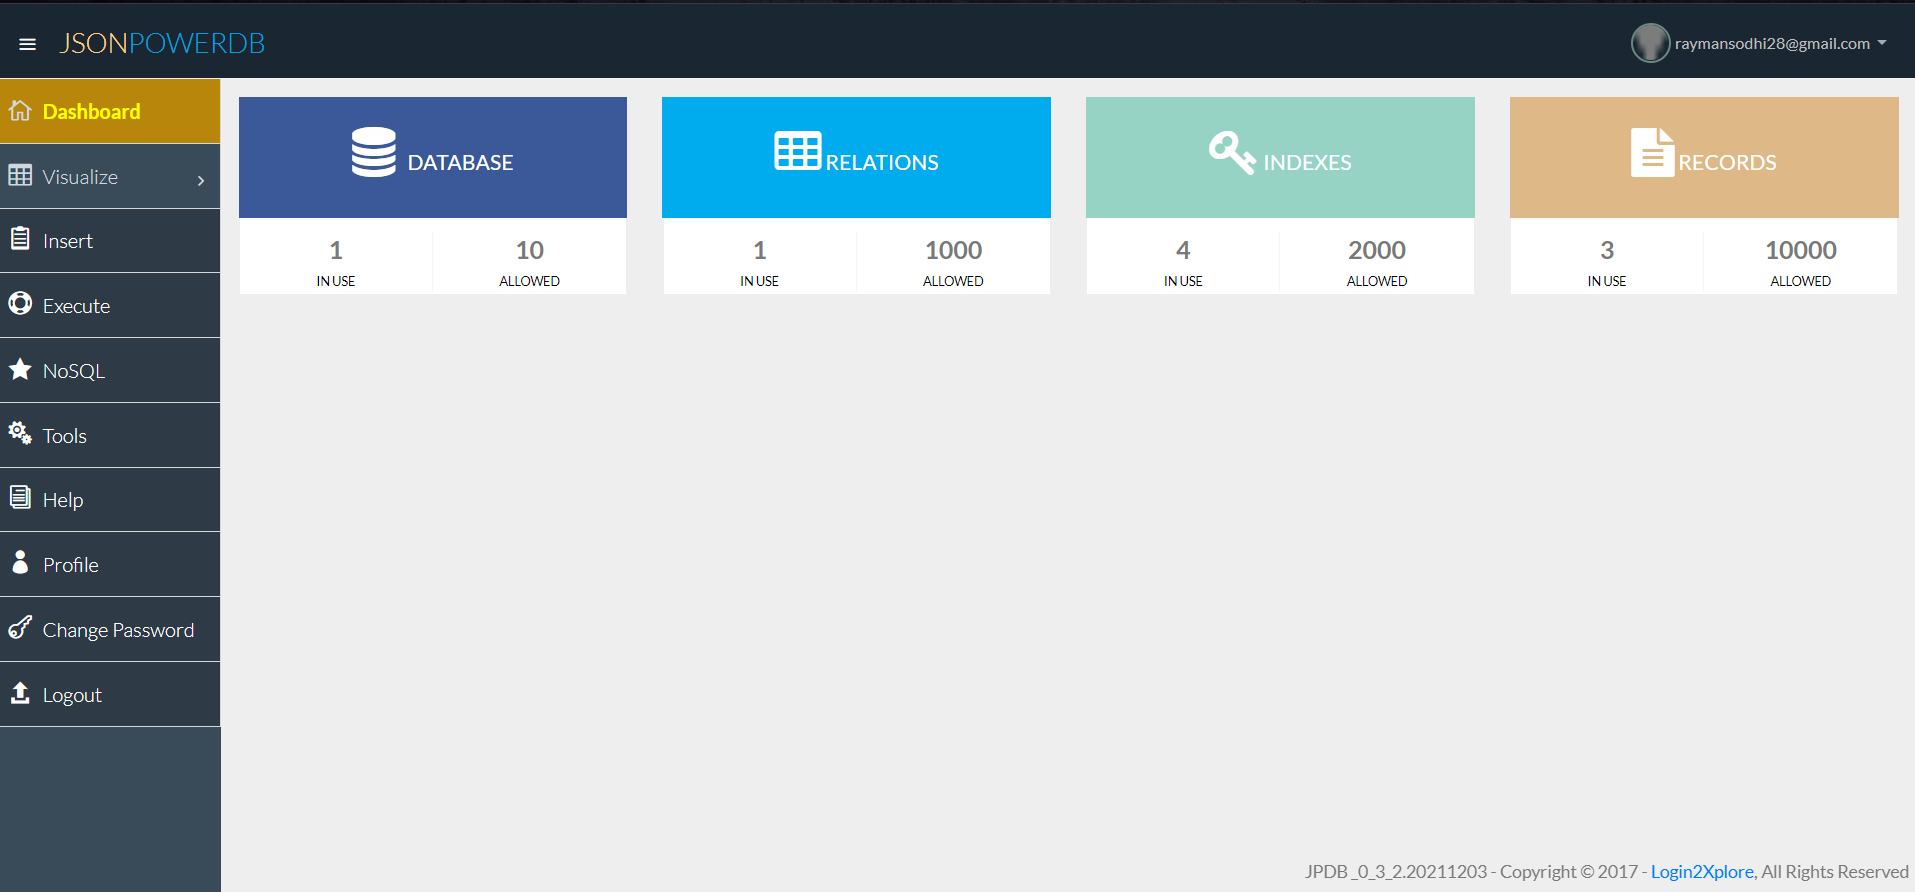 JSONPOWERDB
raymansodhi28@gmail.com
Dashboard
Visualize
Insert
Execute
NoSQL
Tools
Help
Profile
Change Password
Logout
DATABASE
1 10
IN USE ALLOWED
RELATIONS
1 1000
IN USE ALLOWED
INDEXES
4 2000
IN USE ALLOWED
RECORDS
3 10000
IN USE ALLOWED
JPDB_0_3_2.20211203 - Copyright © 2017 - Login2Xplore, All Rights Reserved